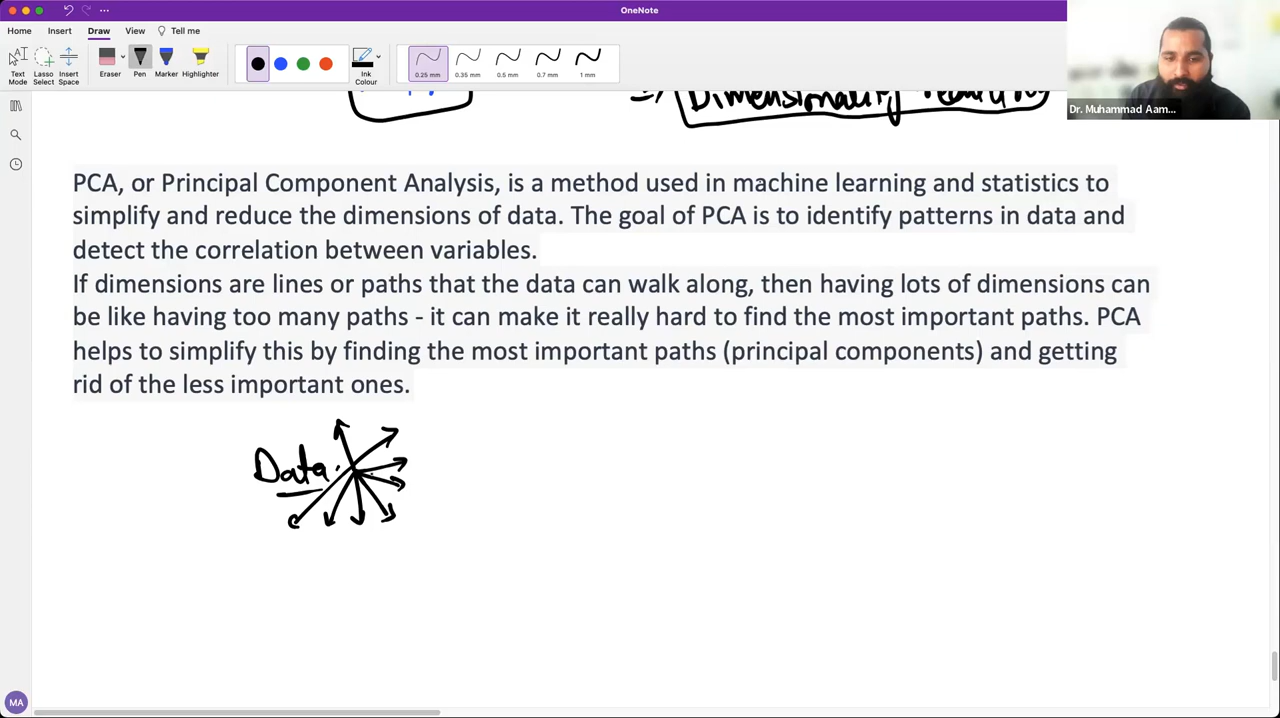 OneNote
Home Insert Draw View Tell me
Text Mode Lasso Select Insert Space Eraser Pen Marker Highlighter Ink Colour 0.25 mm 0.35 mm 0.5 mm 0.7 mm 1 mm
Dr. Muhammad Aam...
PCA, or Principal Component Analysis, is a method used in machine learning and statistics to
simplify and reduce the dimensions of data. The goal of PCA is to identify patterns in data and
detect the correlation between variables.
If dimensions are lines or paths that the data can walk along, then having lots of dimensions can
be like having too many paths - it can make it really hard to find the most important paths. PCA
helps to simplify this by finding the most important paths (principal components) and getting
rid of the less important ones.
Data
MA